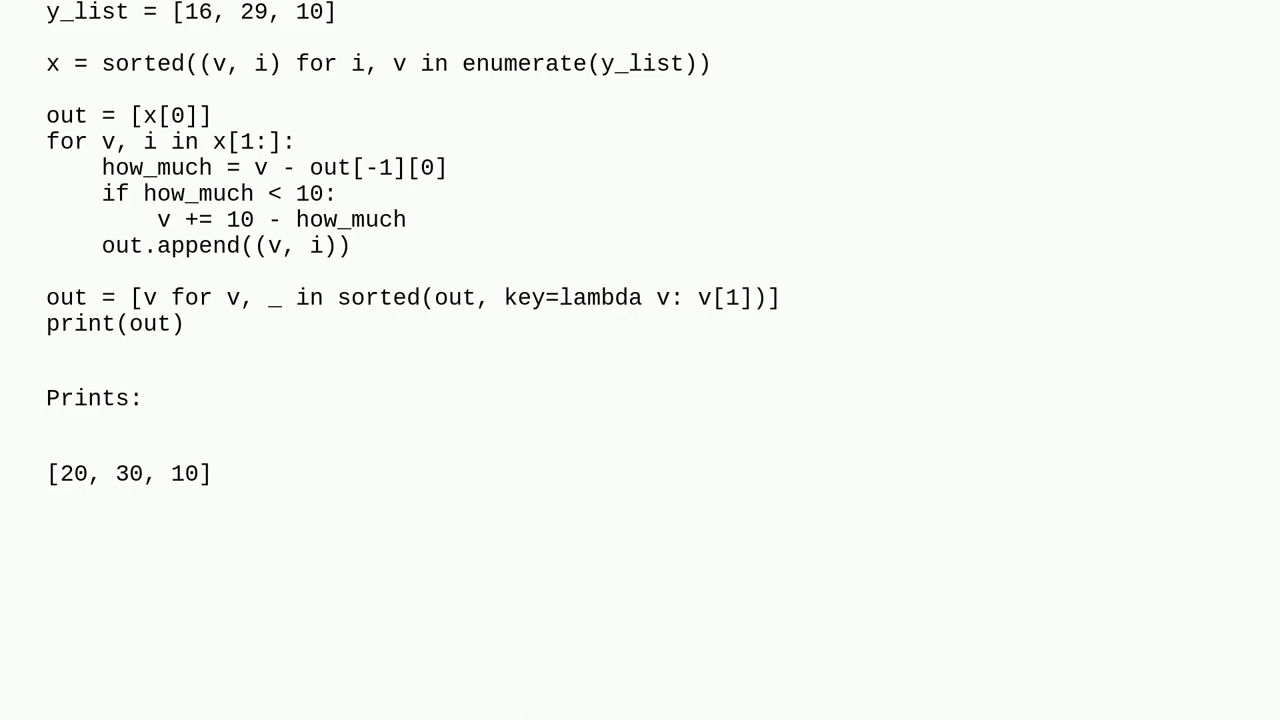 y_list = [16, 29, 10]
x = sorted((v, i) for i, v in enumerate(y_list))
out = [x[0]]
for v, i in x[1:]:
    how_much = v - out[-1][0]
    if how_much < 10:
        v += 10 - how_much
    out.append((v, i))
out = [v for v, _ in sorted(out, key=lambda v: v[1])]
print(out)
Prints:
[20, 30, 10]